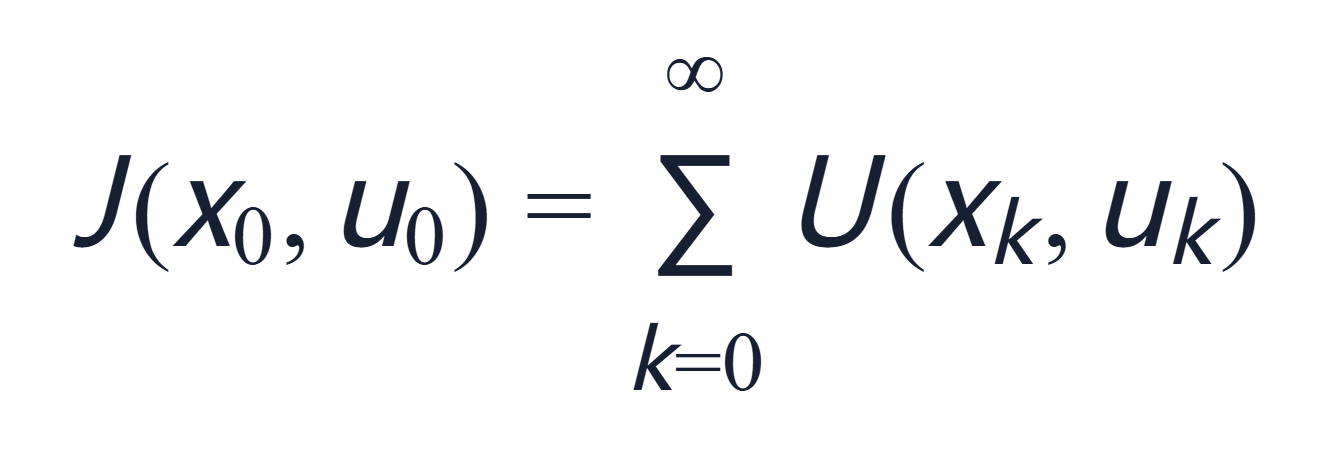 J(x₀, u₀) = ∑_{k=0}^{∞} U(xₖ, uₖ)